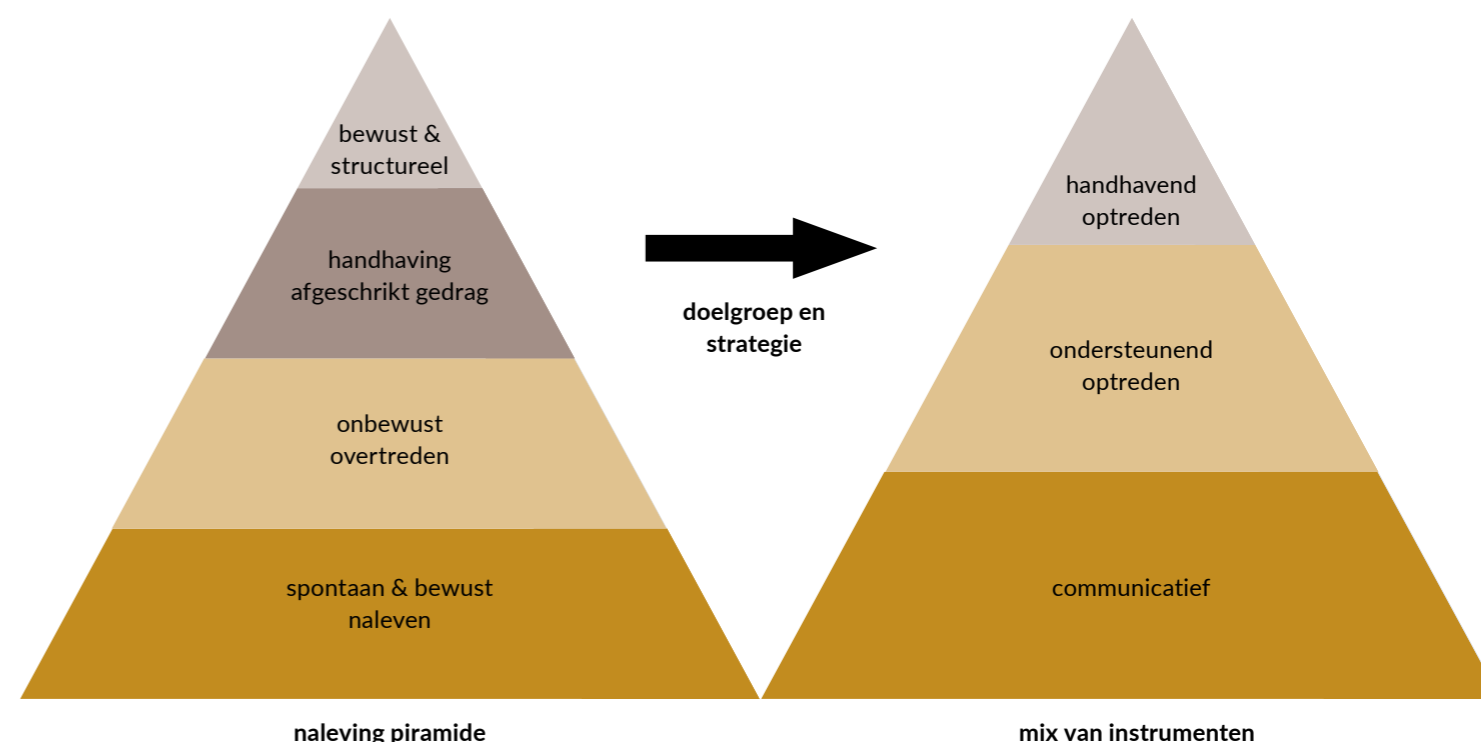 bewust &
structureel
handhaving
afgeschrikt gedrag
onbewust
overtreden
spontaan & bewust
naleven
naleving piramide
doelgroep en
strategie
handhavend
optreden
ondersteunend
optreden
communicatief
mix van instrumenten